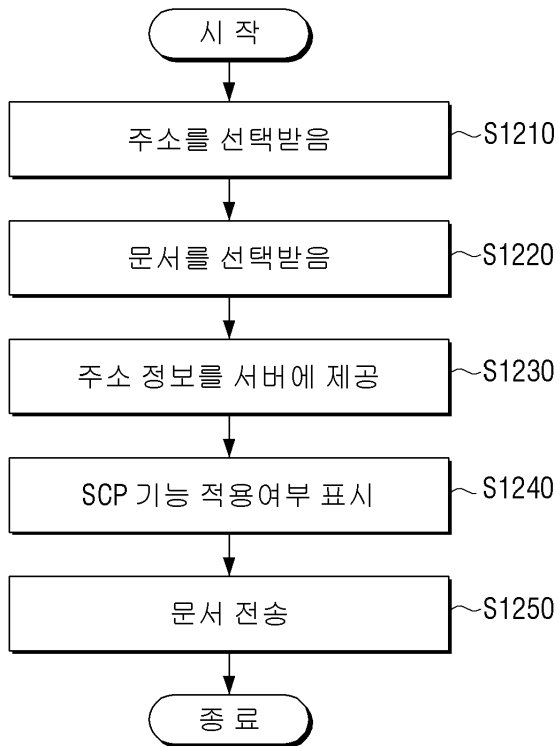 시 작
주소를 선택받음
S1210
문서를 선택받음
S1220
주소 정보를 서버에 제공
S1230
SCP 기능 적용여부 표시
S1240
문서 전송
S1250
종 료